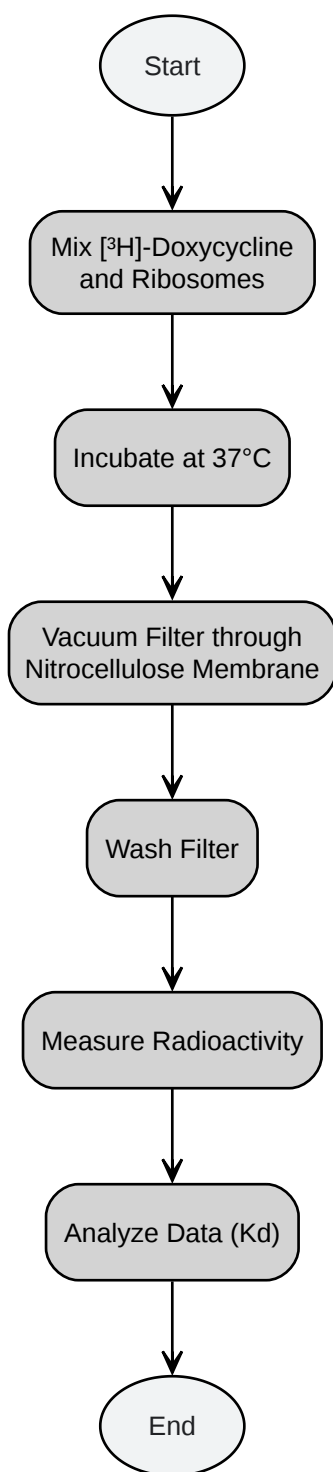 Start
Mix [³H]-Doxycycline
and Ribosomes
Incubate at 37°C
Vacuum Filter through
Nitrocellulose Membrane
Wash Filter
Measure Radioactivity
Analyze Data (Kd)
End